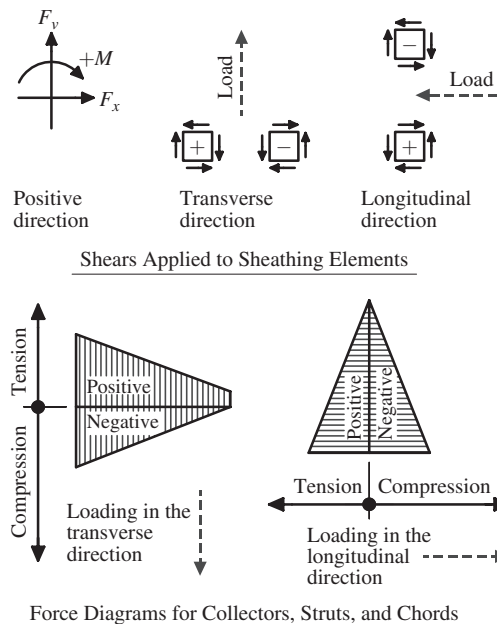 F_y
+M
F_x
Load
Load
−
+
−
+
Positive
direction
Transverse
direction
Longitudinal
direction
Shears Applied to Sheathing Elements
Tension
Compression
Positive
Negative
Loading in the
transverse
direction
Positive
Negative
Tension
Compression
Loading in the
longitudinal
direction
Force Diagrams for Collectors, Struts, and Chords